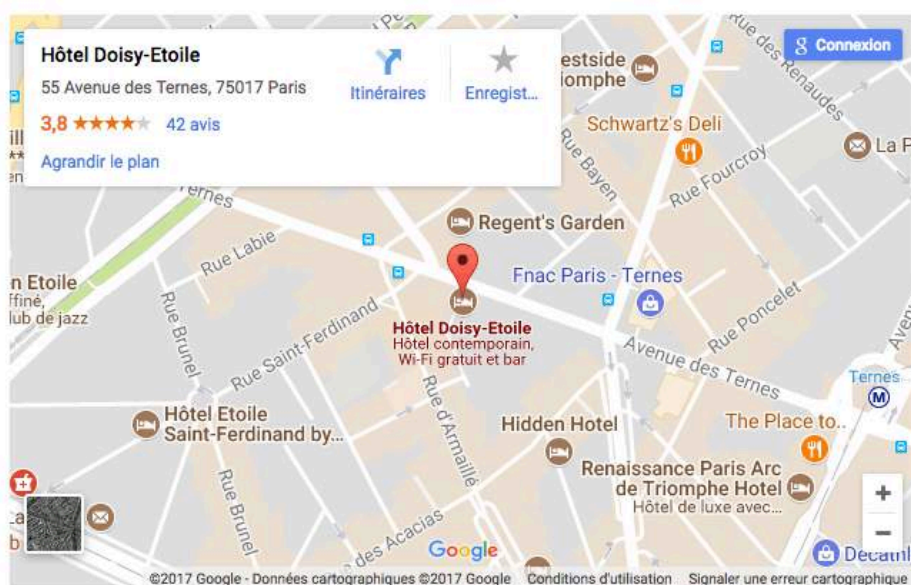 Hôtel Doisy-Etoile
55 Avenue des Ternes, 75017 Paris
3,8
42 avis
Agrandir le plan
Itinéraires
Enregist...
g Connexion
estside
iomphe
Rue des Renaudes
Schwartz's Deli
La P
Rue Bayen
Rue Fourcroy
Ternes
Regent's Garden
Rue Labie
n Etoile
ffiné,
lub de jazz
Fnac Paris - Ternes
Hôtel Doisy-Etoile
Hôtel contemporain,
Wi-Fi gratuit et bar
Rue Poncelet
Rue Brunel
Rue Saint-Ferdinand
Avenue des Ternes
Aven
Ternes
M
Rue d'Armaillé
Hôtel Etoile
Saint-Ferdinand by...
Hidden Hotel
The Place to..
Renaissance Paris Arc
de Triomphe Hotel
Hôtel de luxe avec...
Rue Brunel
des Acacias
+
−
Google
Decathl
©2017 Google - Données cartographiques ©2017 Google
Conditions d'utilisation
Signaler une erreur cartographique